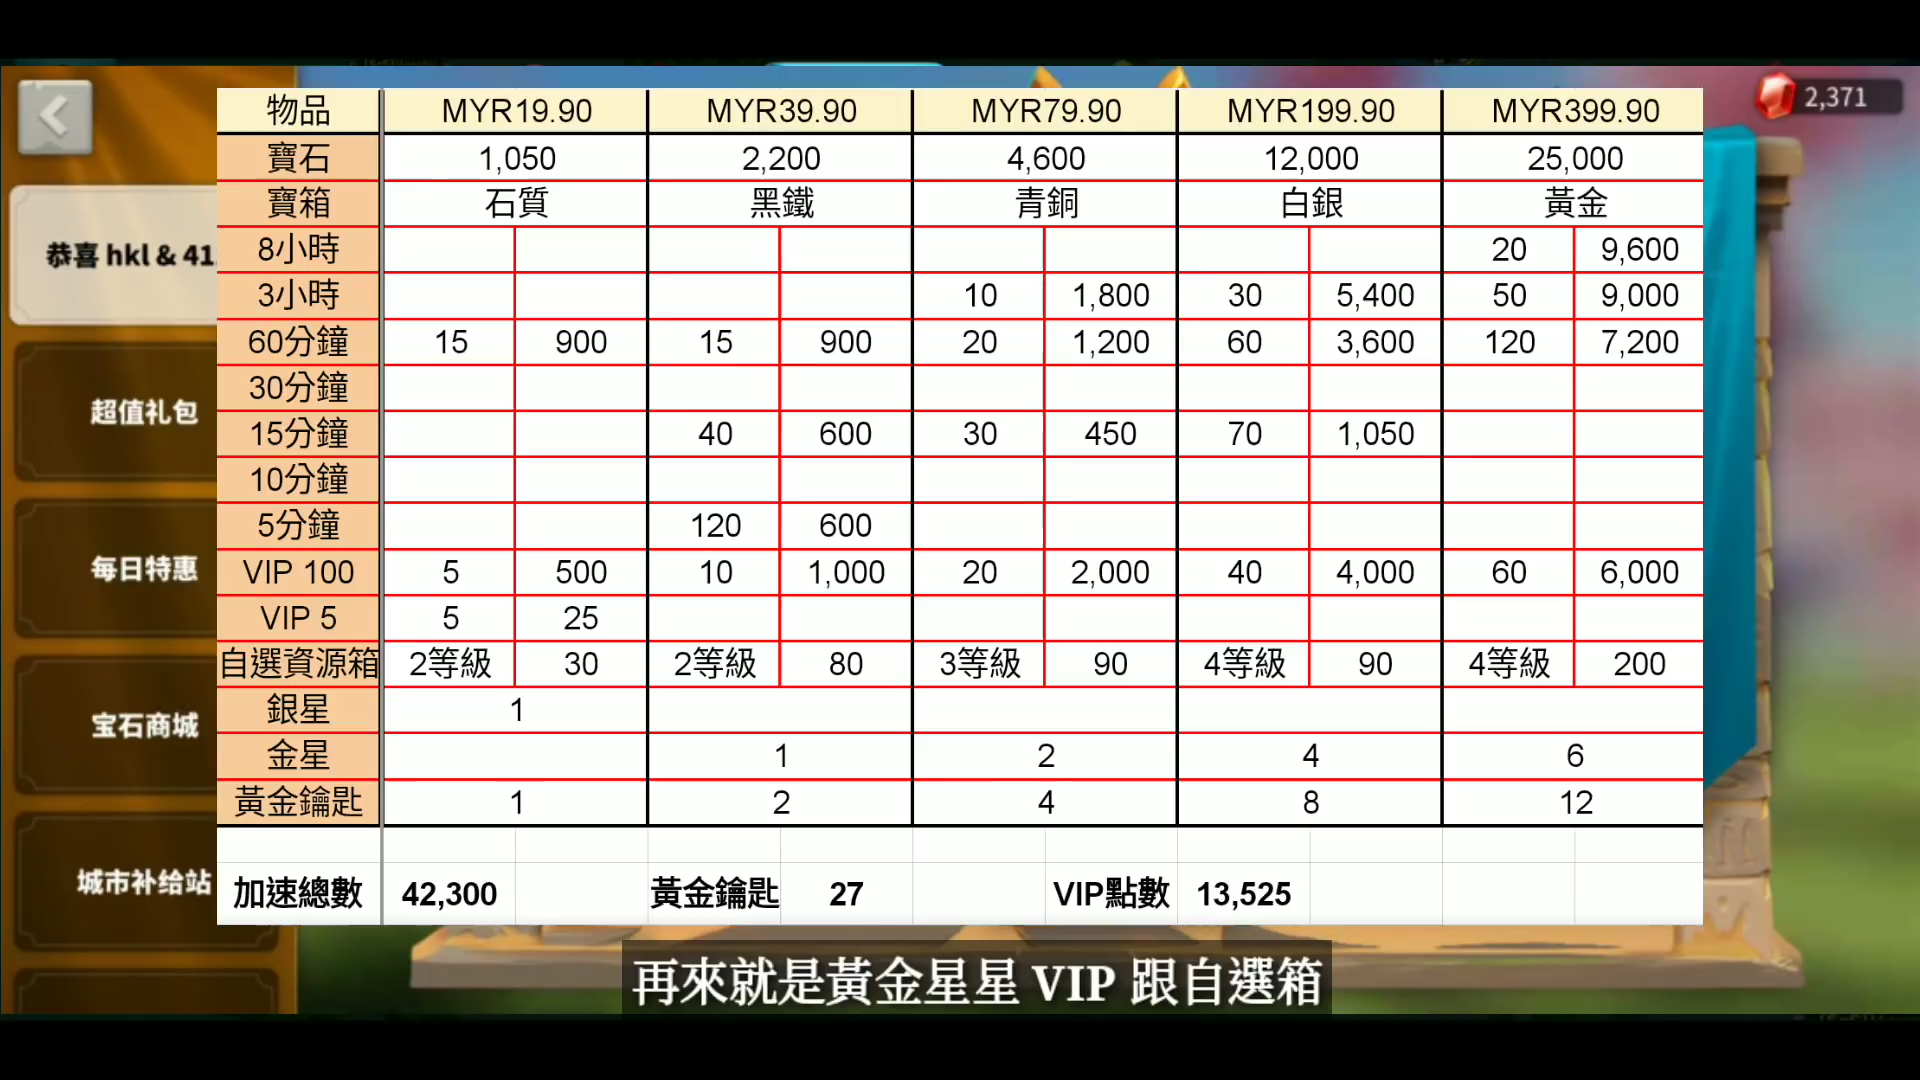 2,371
物品 MYR19.90 MYR39.90 MYR79.90 MYR199.90 MYR399.90
寶石 1,050 2,200 4,600 12,000 25,000
寶箱 石質 黑鐵 青銅 白銀 黃金
8小時 20 9,600
恭喜 hkl & 41
3小時 10 1,800 30 5,400 50 9,000
60分鐘 15 900 15 900 20 1,200 60 3,600 120 7,200
30分鐘
超值礼包
15分鐘 40 600 30 450 70 1,050
10分鐘
5分鐘 120 600
每日特惠
VIP 100 5 500 10 1,000 20 2,000 40 4,000 60 6,000
VIP 5 5 25
自選資源箱 2等級 30 2等級 80 3等級 90 4等級 90 4等級 200
銀星 1
宝石商城
金星 1 2 4 6
黃金鑰匙 1 2 4 8 12
城市补给站
加速總數 42,300 黃金鑰匙 27 VIP點數 13,525
再來就是黃金星星 VIP 跟自選箱